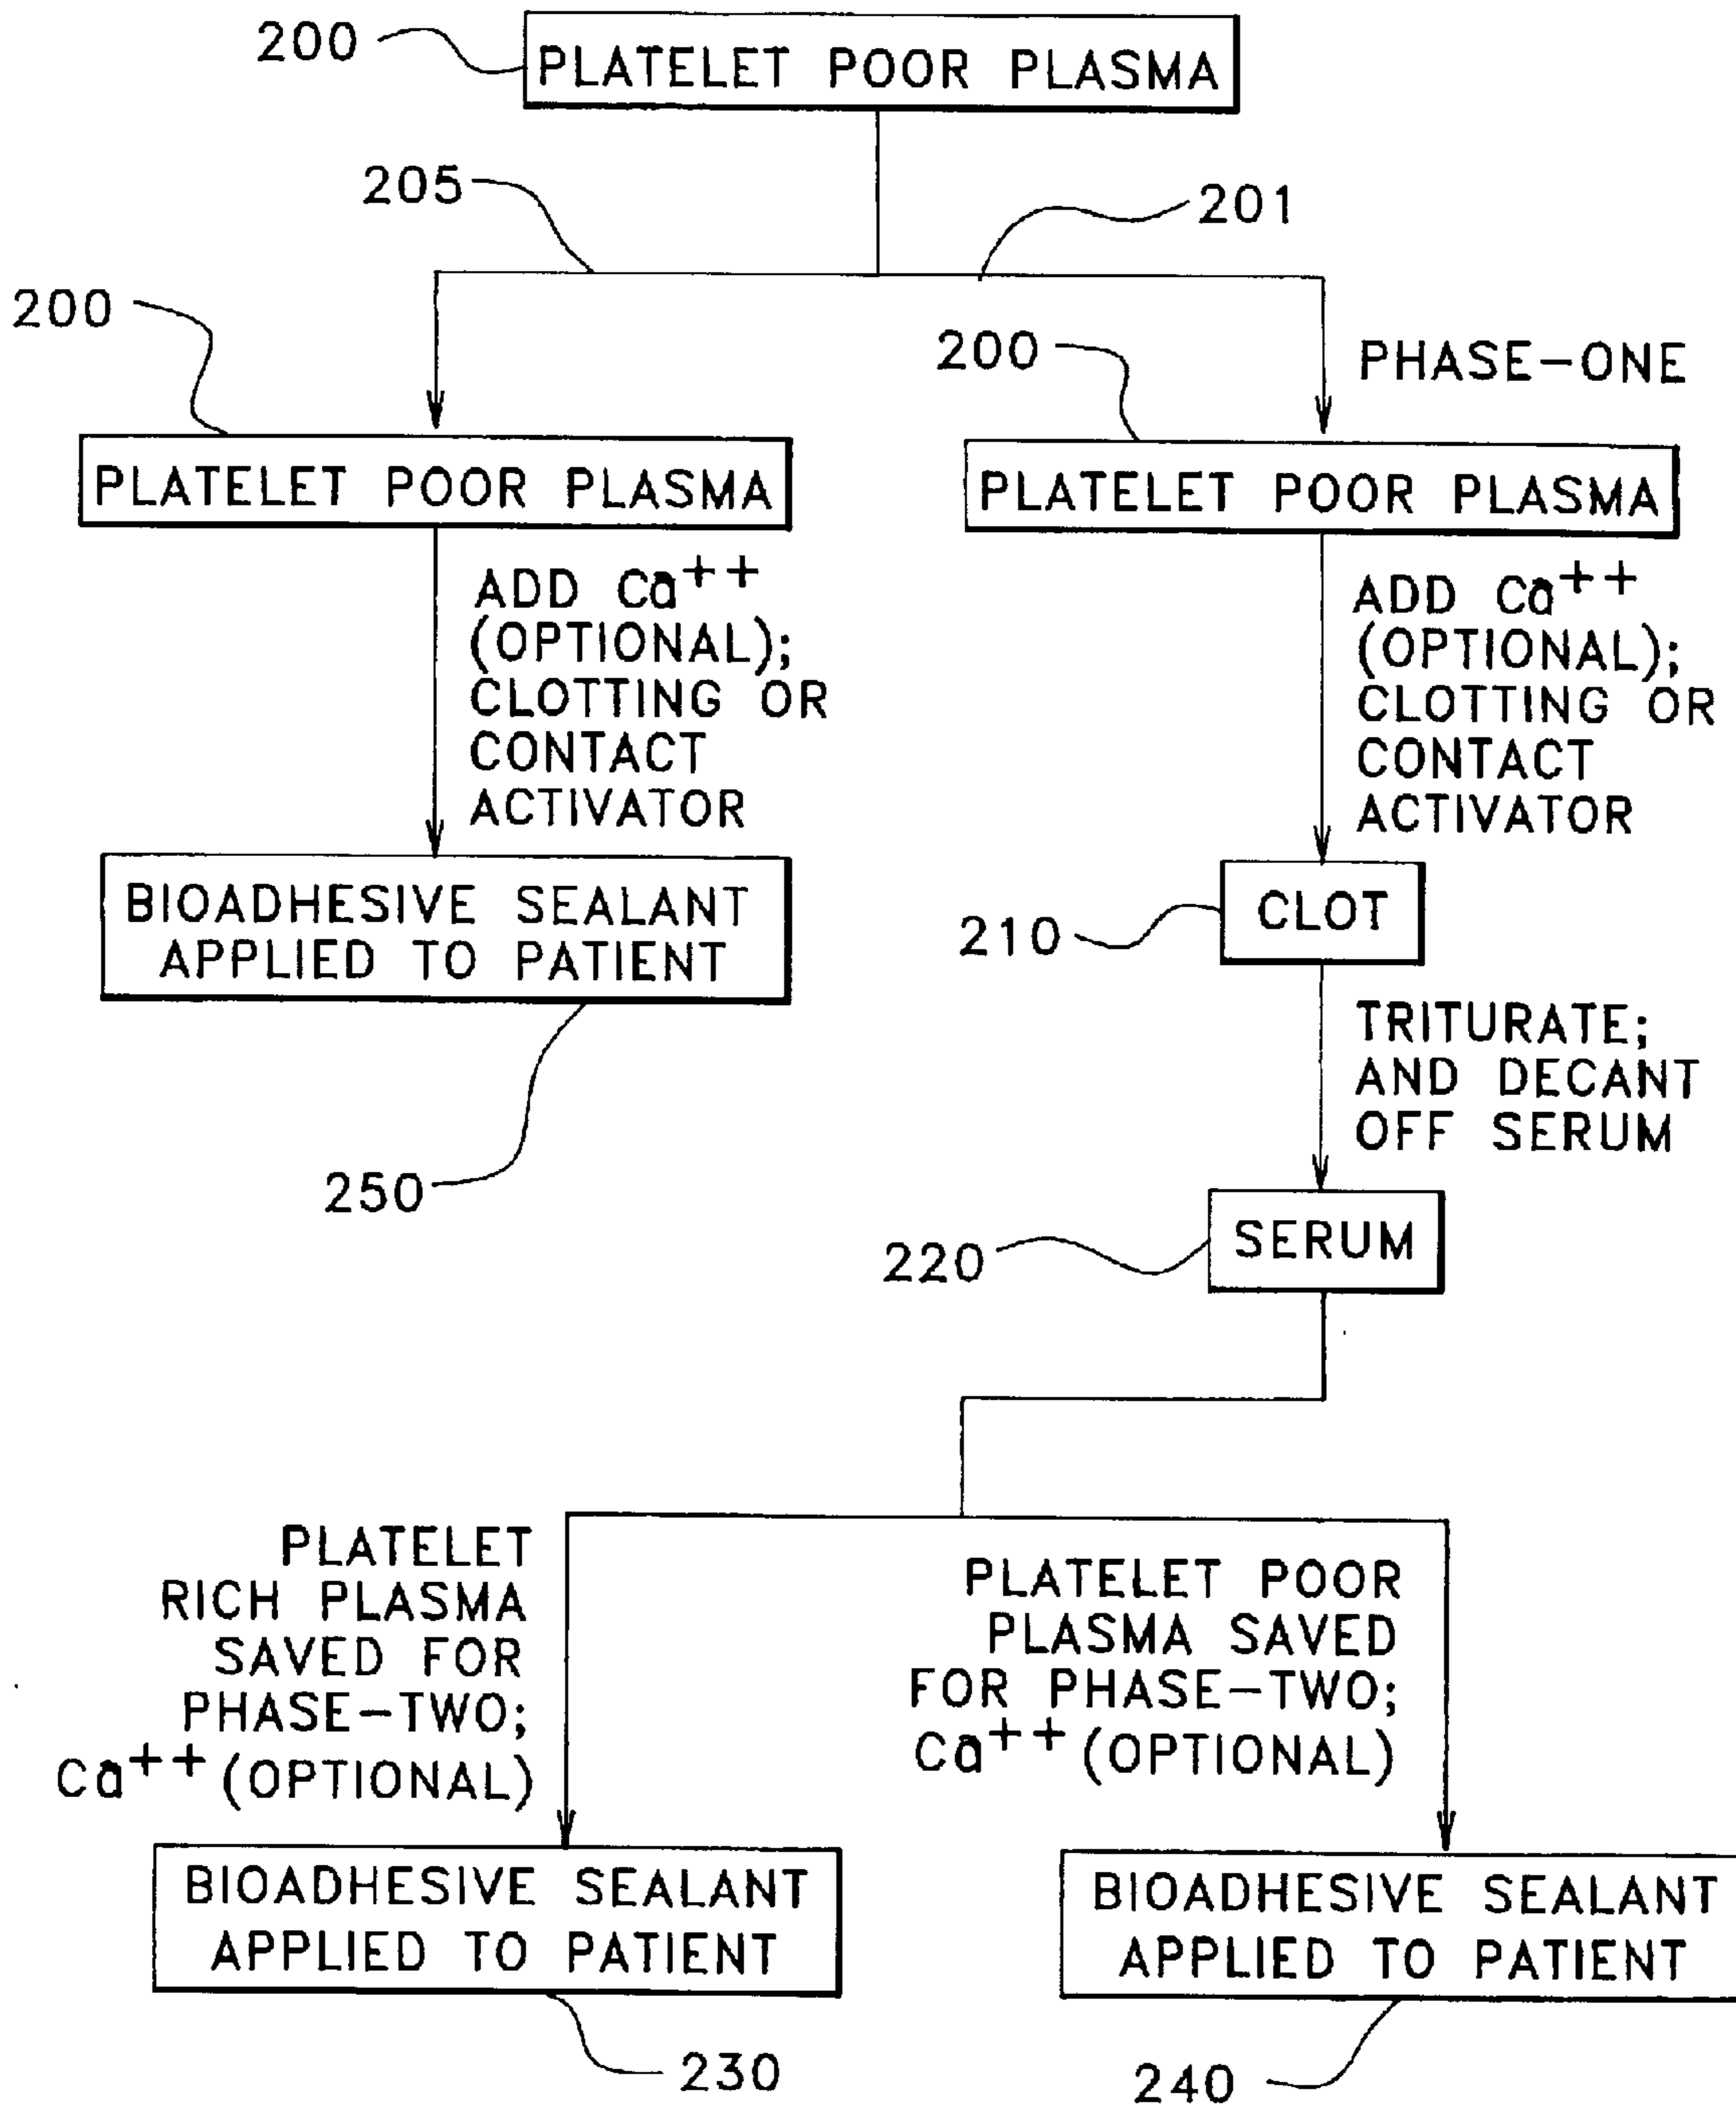 200
PLATELET POOR PLASMA
205
201
200
200
PHASE-ONE
PLATELET POOR PLASMA
PLATELET POOR PLASMA
ADD Ca++
(OPTIONAL);
CLOTTING OR
CONTACT
ACTIVATOR
ADD Ca++
(OPTIONAL);
CLOTTING OR
CONTACT
ACTIVATOR
BIOADHESIVE SEALANT
APPLIED TO PATIENT
250
CLOT
210
TRITURATE;
AND DECANT
OFF SERUM
SERUM
220
PLATELET
RICH PLASMA
SAVED FOR
PHASE-TWO;
Ca++ (OPTIONAL)
PLATELET POOR
PLASMA SAVED
FOR PHASE-TWO;
Ca++ (OPTIONAL)
BIOADHESIVE SEALANT
APPLIED TO PATIENT
230
BIOADHESIVE SEALANT
APPLIED TO PATIENT
240